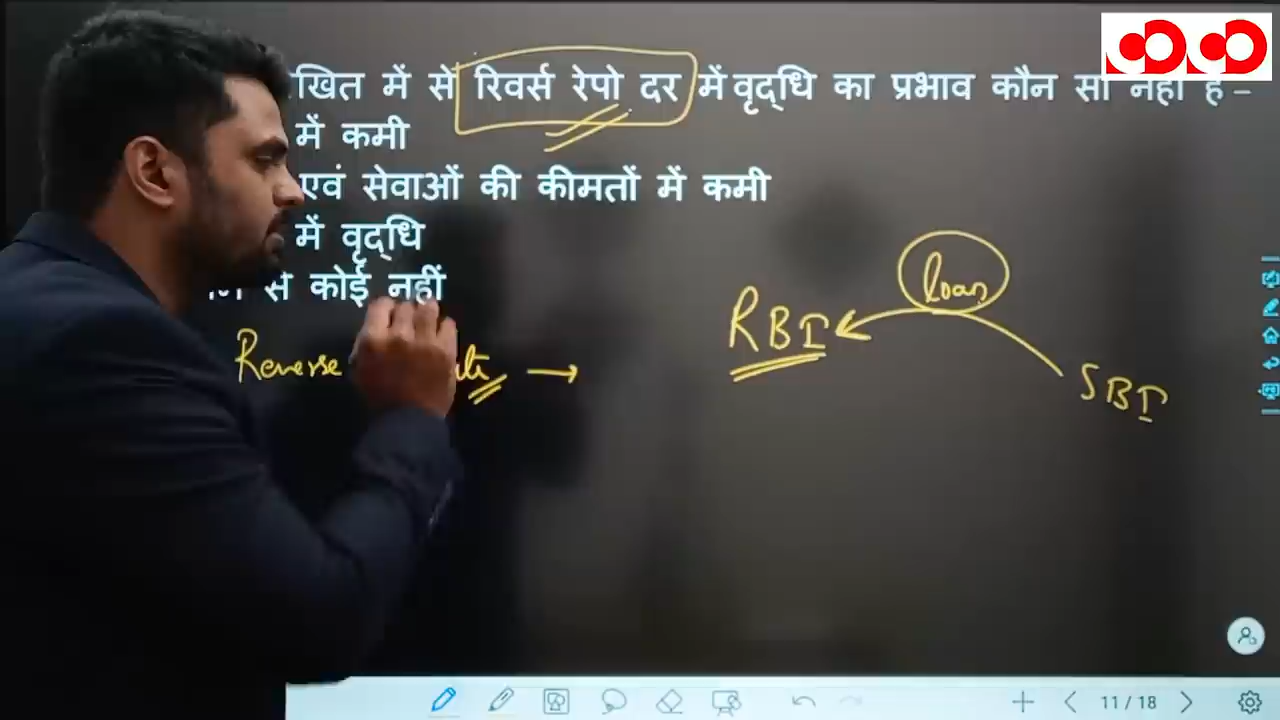 में से रिवर्स रेपो दर में वृद्धि का प्रभाव कौन सा नहीं है –
में कमी
एवं सेवाओं की कीमतों में कमी
में वृद्धि
से कोई नहीं
loan
RBI
Reverse
SBI
11 / 18